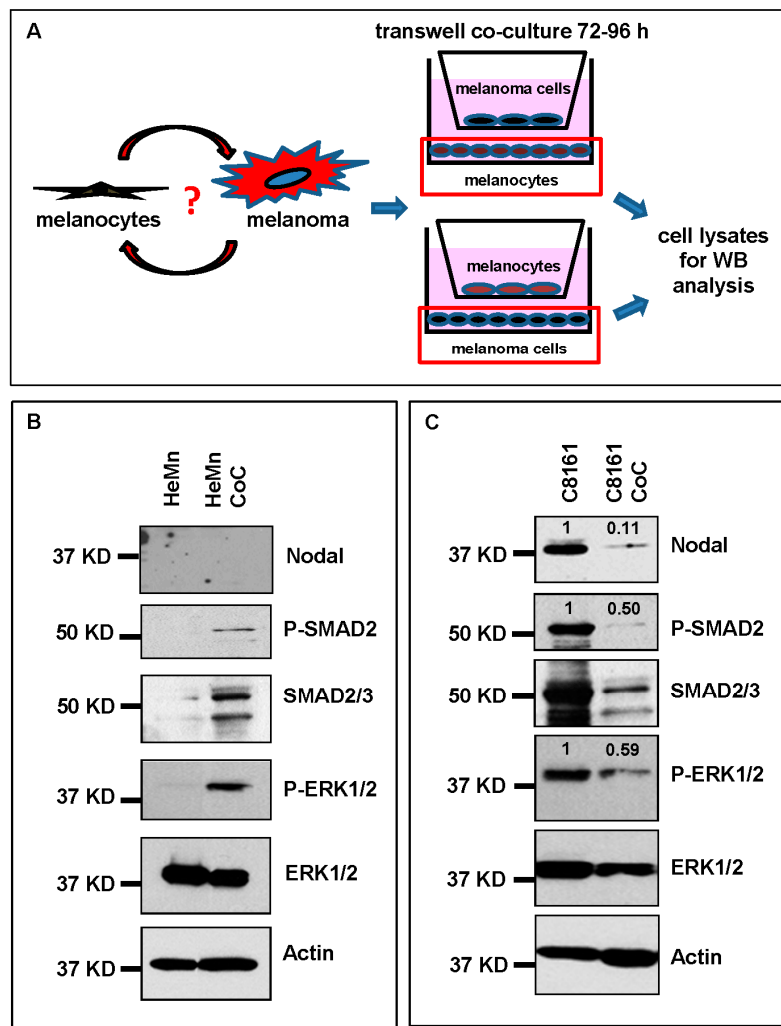 A
transwell co-culture 72-96 h
melanoma cells
melanocytes
melanocytes
?
melanoma
melanocytes
melanoma cells
cell lysates
for WB
analysis
B
HeMn
HeMn
CoC
37 KD
Nodal
50 KD
P-SMAD2
50 KD
SMAD2/3
37 KD
P-ERK1/2
37 KD
ERK1/2
37 KD
Actin
C
C8161
C8161
CoC
1
0.11
37 KD
Nodal
1
0.50
50 KD
P-SMAD2
50 KD
SMAD2/3
1
0.59
37 KD
P-ERK1/2
37 KD
ERK1/2
37 KD
Actin